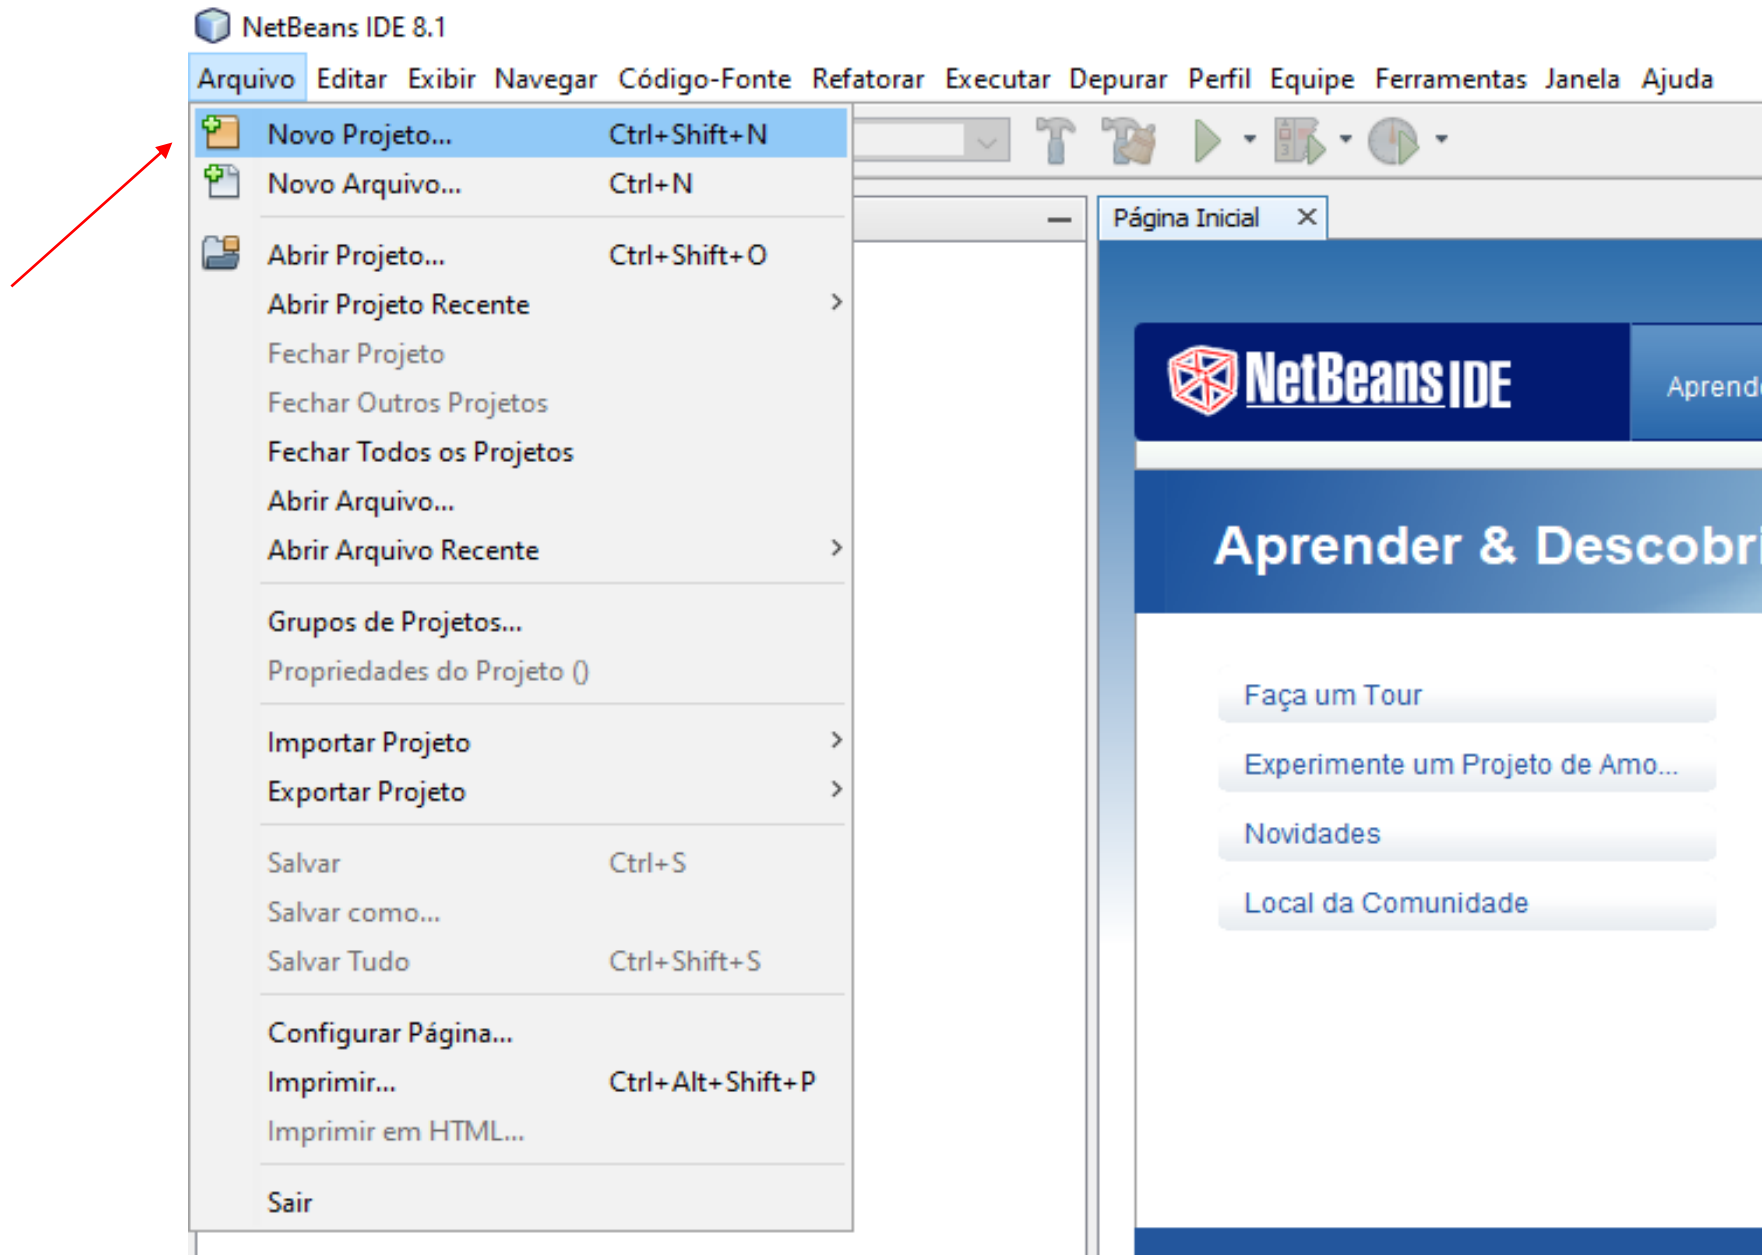 NetBeans IDE 8.1
Arquivo Editar Exibir Navegar Código-Fonte Refatorar Executar Depurar Perfil Equipe Ferramentas Janela Ajuda
Novo Projeto... Ctrl+Shift+N
Novo Arquivo... Ctrl+N
Abrir Projeto... Ctrl+Shift+O
Abrir Projeto Recente
Fechar Projeto
Fechar Outros Projetos
Fechar Todos os Projetos
Abrir Arquivo...
Abrir Arquivo Recente
Grupos de Projetos...
Propriedades do Projeto ()
Importar Projeto
Exportar Projeto
Salvar Ctrl+S
Salvar como...
Salvar Tudo Ctrl+Shift+S
Configurar Página...
Imprimir... Ctrl+Alt+Shift+P
Imprimir em HTML...
Sair
Página Inicial
NetBeans IDE
Aprende
Aprender & Descobri
Faça um Tour
Experimente um Projeto de Amo...
Novidades
Local da Comunidade